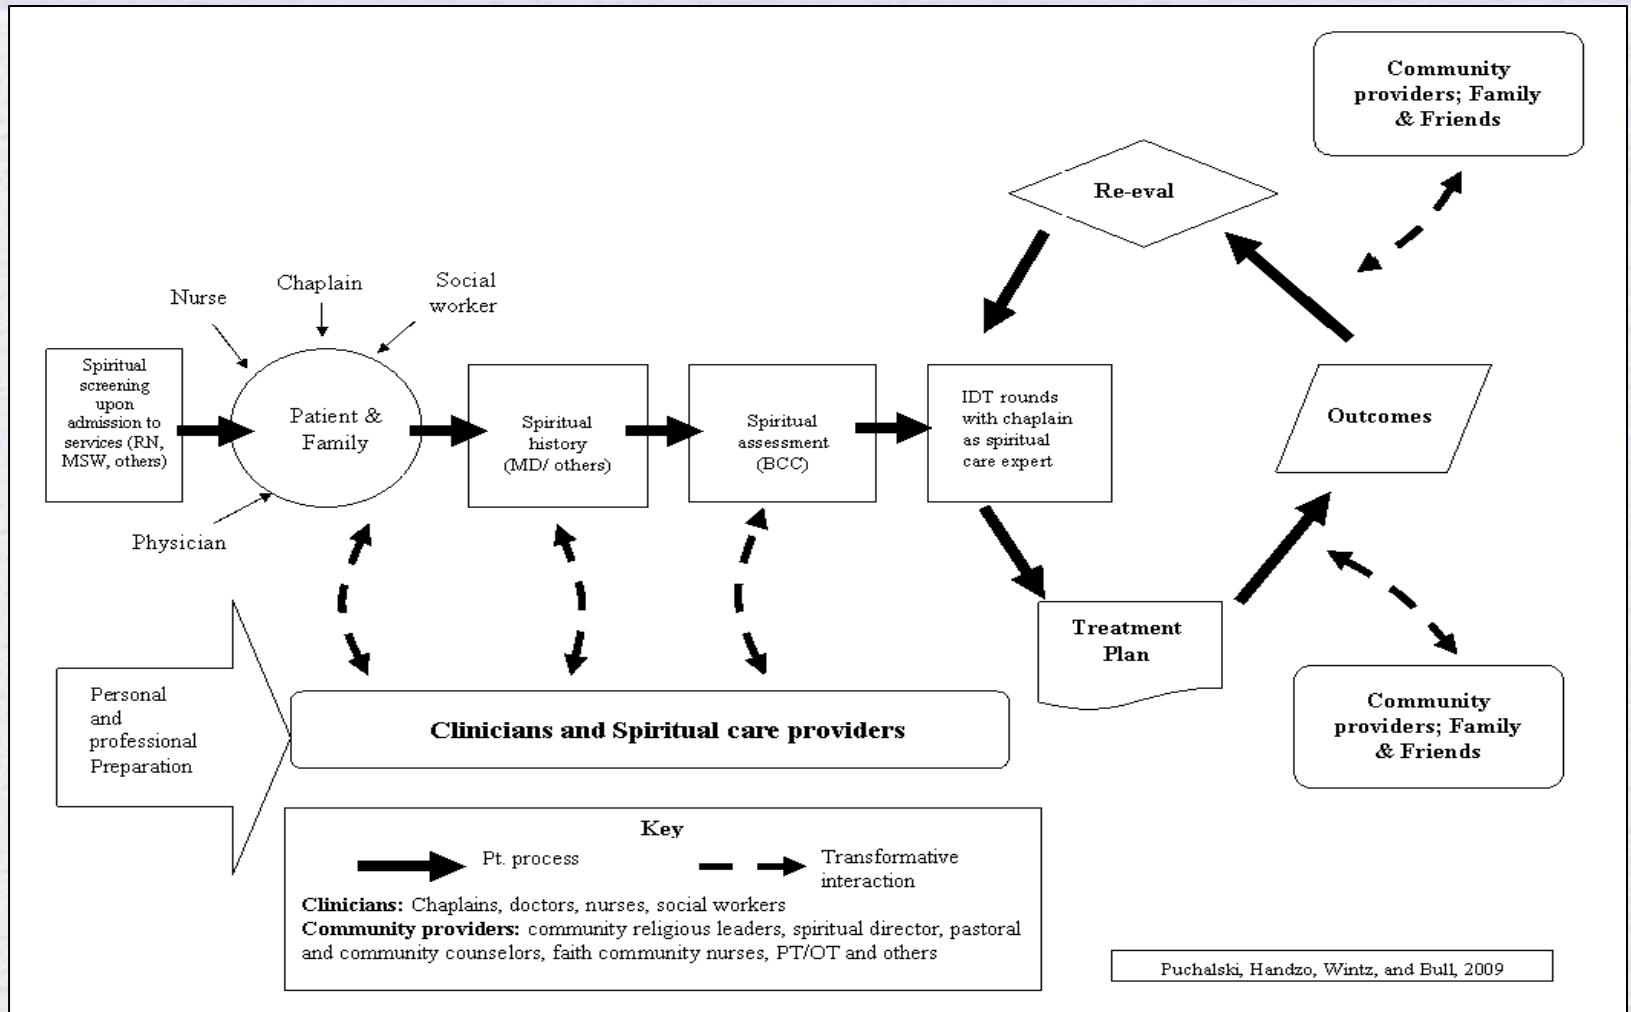 Community
providers; Family
& Friends
Re-eval
Nurse
Chaplain
Social
worker
Spiritual
screening
upon
admission to
services (RN,
MSW, others)
Patient &
Family
Spiritual
history
(MD/ others)
Spiritual
assessment
(BCC)
IDT rounds
with chaplain
as spiritual
care expert
Outcomes
Physician
Treatment
Plan
Community
providers; Family
& Friends
Personal
and
professional
Preparation
Clinicians and Spiritual care providers
Key
Pt. process
Transformative
interaction
Clinicians: Chaplains, doctors, nurses, social workers
Community providers: community religious leaders, spiritual director, pastoral
and community counselors, faith community nurses, PT/OT and others
Puchalski, Handzo, Wintz, and Bull, 2009